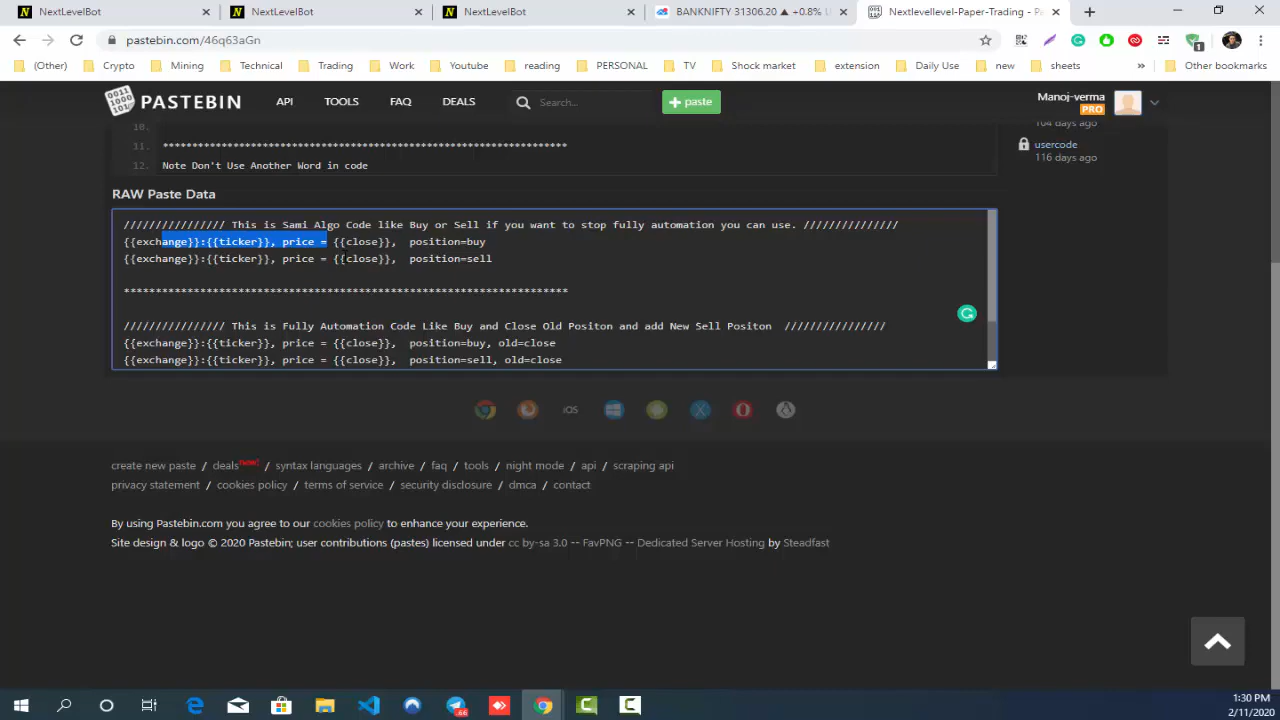 NextLevelBot
NextLevelBot
NextLevelBot
BANKNIFTY 31306.20 ▲ +0.8% U
Nextlevellevel-Paper-Trading - P
pastebin.com/46q63aGn
(Other)
Crypto
Mining
Technical
Trading
Work
Youtube
reading
PERSONAL
TV
Shock market
extension
Daily Use
new
sheets
»
Other bookmarks
PASTEBIN
API
TOOLS
FAQ
DEALS
Search...
+ paste
Manoj-verma
PRO
104 days ago
usercode
116 days ago
10.
11. **********************************************************************
12. Note Don't Use Another Word in code
RAW Paste Data
//////////////// This is Sami Algo Code like Buy or Sell if you want to stop fully automation you can use. ///////////////
{{exchange}}:{{ticker}}, price = {{close}},  position=buy
{{exchange}}:{{ticker}}, price = {{close}},  position=sell
**********************************************************************
//////////////// This is Fully Automation Code Like Buy and Close Old Positon and add New Sell Positon  ////////////////
{{exchange}}:{{ticker}}, price = {{close}},  position=buy, old=close
{{exchange}}:{{ticker}}, price = {{close}},  position=sell, old=close
iOS
create new paste / deals new! / syntax languages / archive / faq / tools / night mode / api / scraping api
privacy statement / cookies policy / terms of service / security disclosure / dmca / contact
By using Pastebin.com you agree to our cookies policy to enhance your experience.
Site design & logo © 2020 Pastebin; user contributions (pastes) licensed under cc by-sa 3.0 -- FavPNG -- Dedicated Server Hosting by Steadfast
66
1:30 PM
2/11/2020